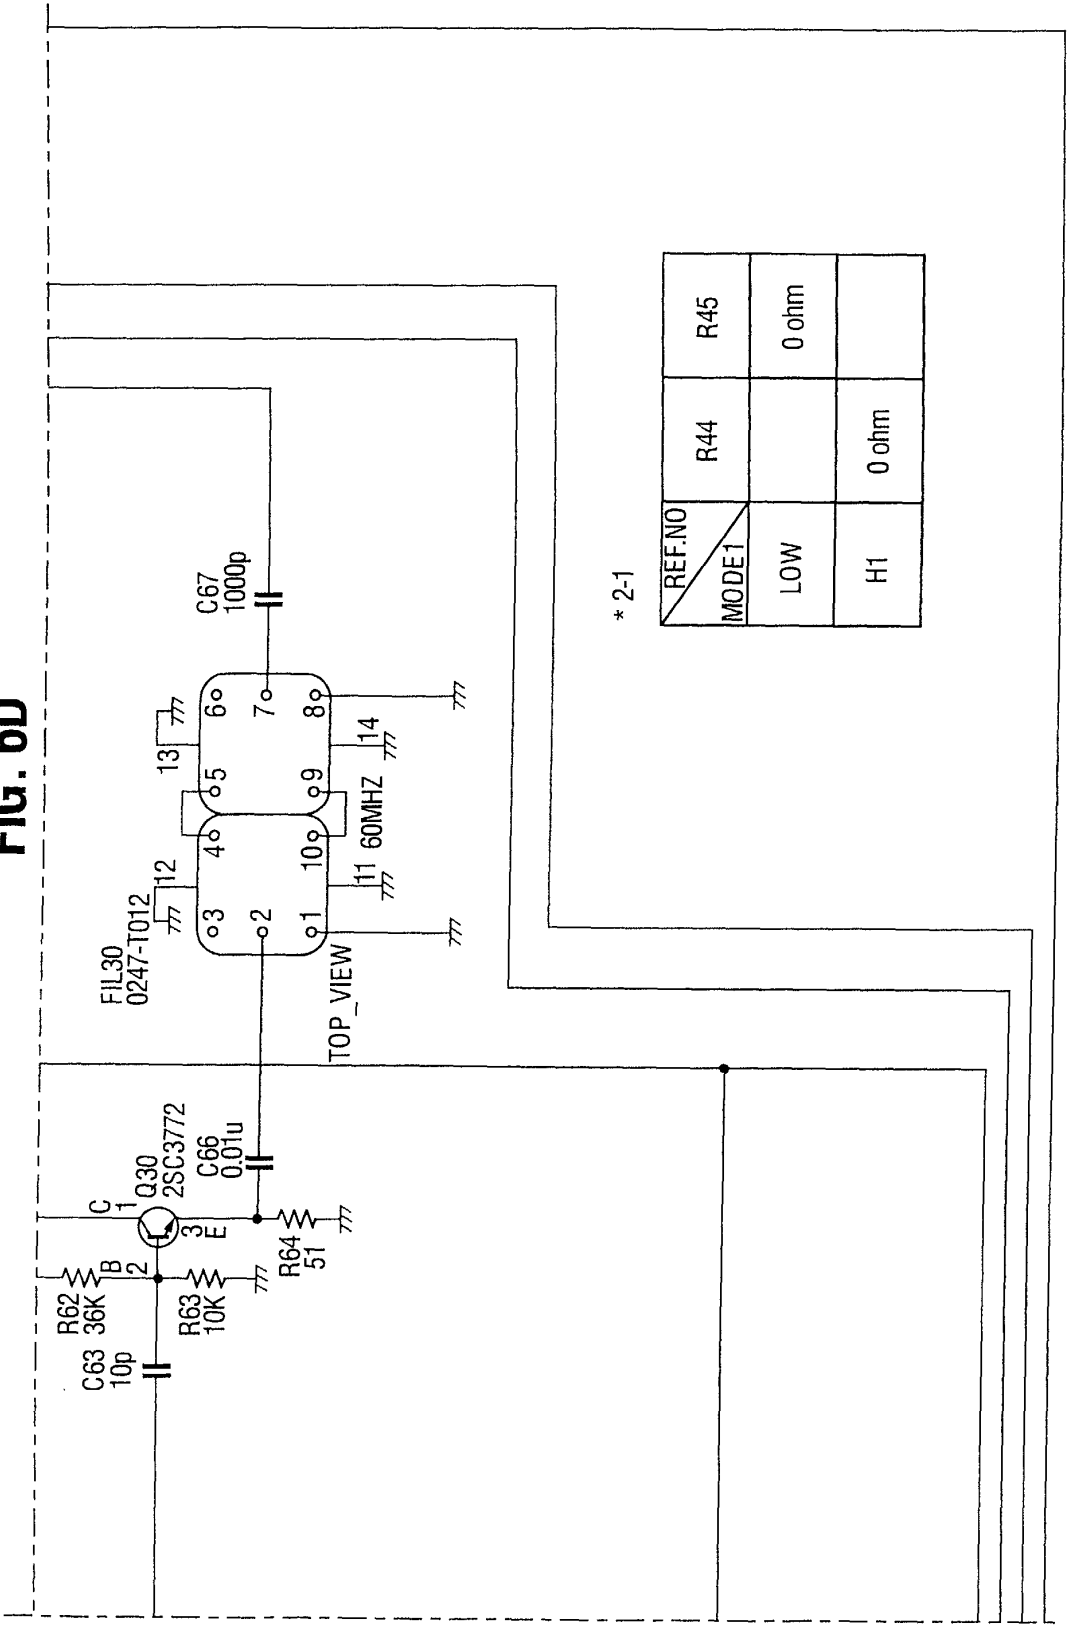 FIG. 6D
R62
36K
C63
10p
B
2
C
1
Q30
2SC3772
3
E
R63
10K
R64
51
C66
0.01u
FIL30
0247-T012
12
13
3
4
5
6
2
7
1
10
9
8
11
14
60MHZ
TOP_VIEW
C67
1000p
* 2-1
REF.NO
MODE1
R44
R45
LOW
0 ohm
H1
0 ohm